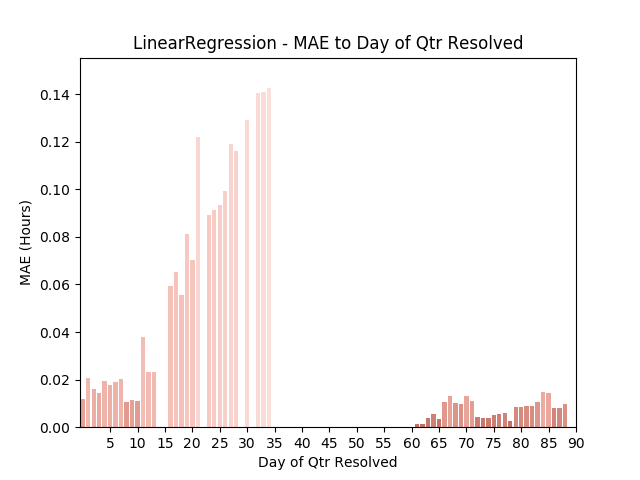 LinearRegression - MAE to Day of Qtr Resolved
0.14
0.12
0.10
0.08
0.06
0.04
0.02
0.00
MAE (Hours)
5 10 15 20 25 30 35 40 45 50 55 60 65 70 75 80 85 90
Day of Qtr Resolved